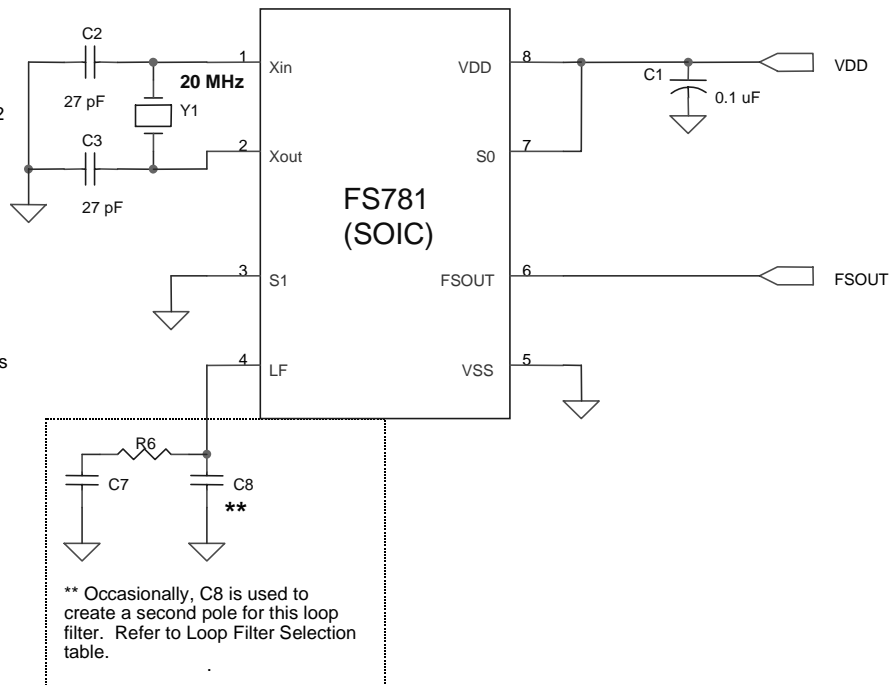 C2
1
Xin
VDD
8
VDD
20 MHz
C1
27 pF
Y1
0.1 uF
2
C3
2
Xout
S0
7
27 pF
FS781
(SOIC)
3
S1
FSOUT
6
FSOUT
s
4
LF
VSS
5
R6
C7
C8
**
** Occasionally, C8 is used to
create a second pole for this loop
filter. Refer to Loop Filter Selection
table.
.